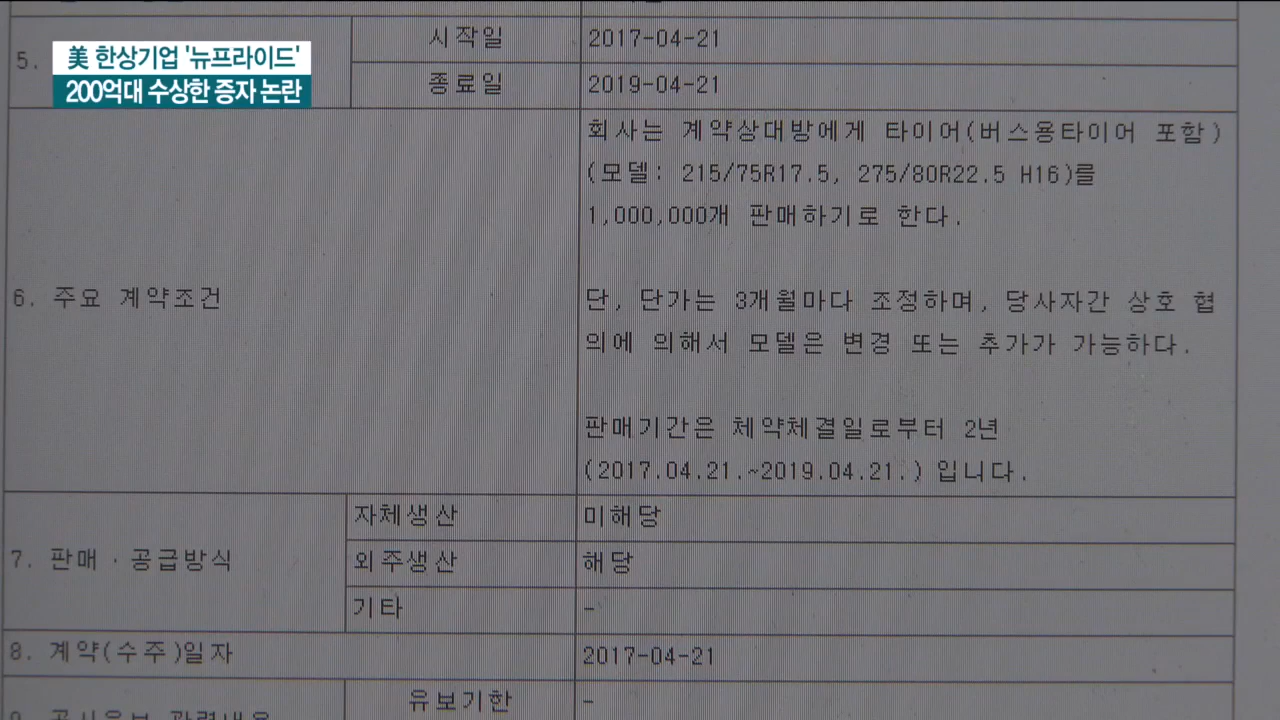 美 한상기업 '뉴프라이드'
200억대 수상한 증자 논란
5.
시작일 2017-04-21
종료일 2019-04-21
6. 주요 계약조건
회사는 계약상대방에게 타이어(버스용타이어 포함)
(모델: 215/75R17.5, 275/80R22.5 H16)를
1,000,000개 판매하기로 한다.
단, 단가는 3개월마다 조정하며, 당사자간 상호 협
의에 의해서 모델은 변경 또는 추가가 가능하다.
판매기간은 체약체결일로부터 2년
(2017.04.21.~2019.04.21.) 입니다.
7. 판매·공급방식
자체생산 미해당
외주생산 해당
기타 -
8. 계약(수주)일자 2017-04-21
유보기한 -